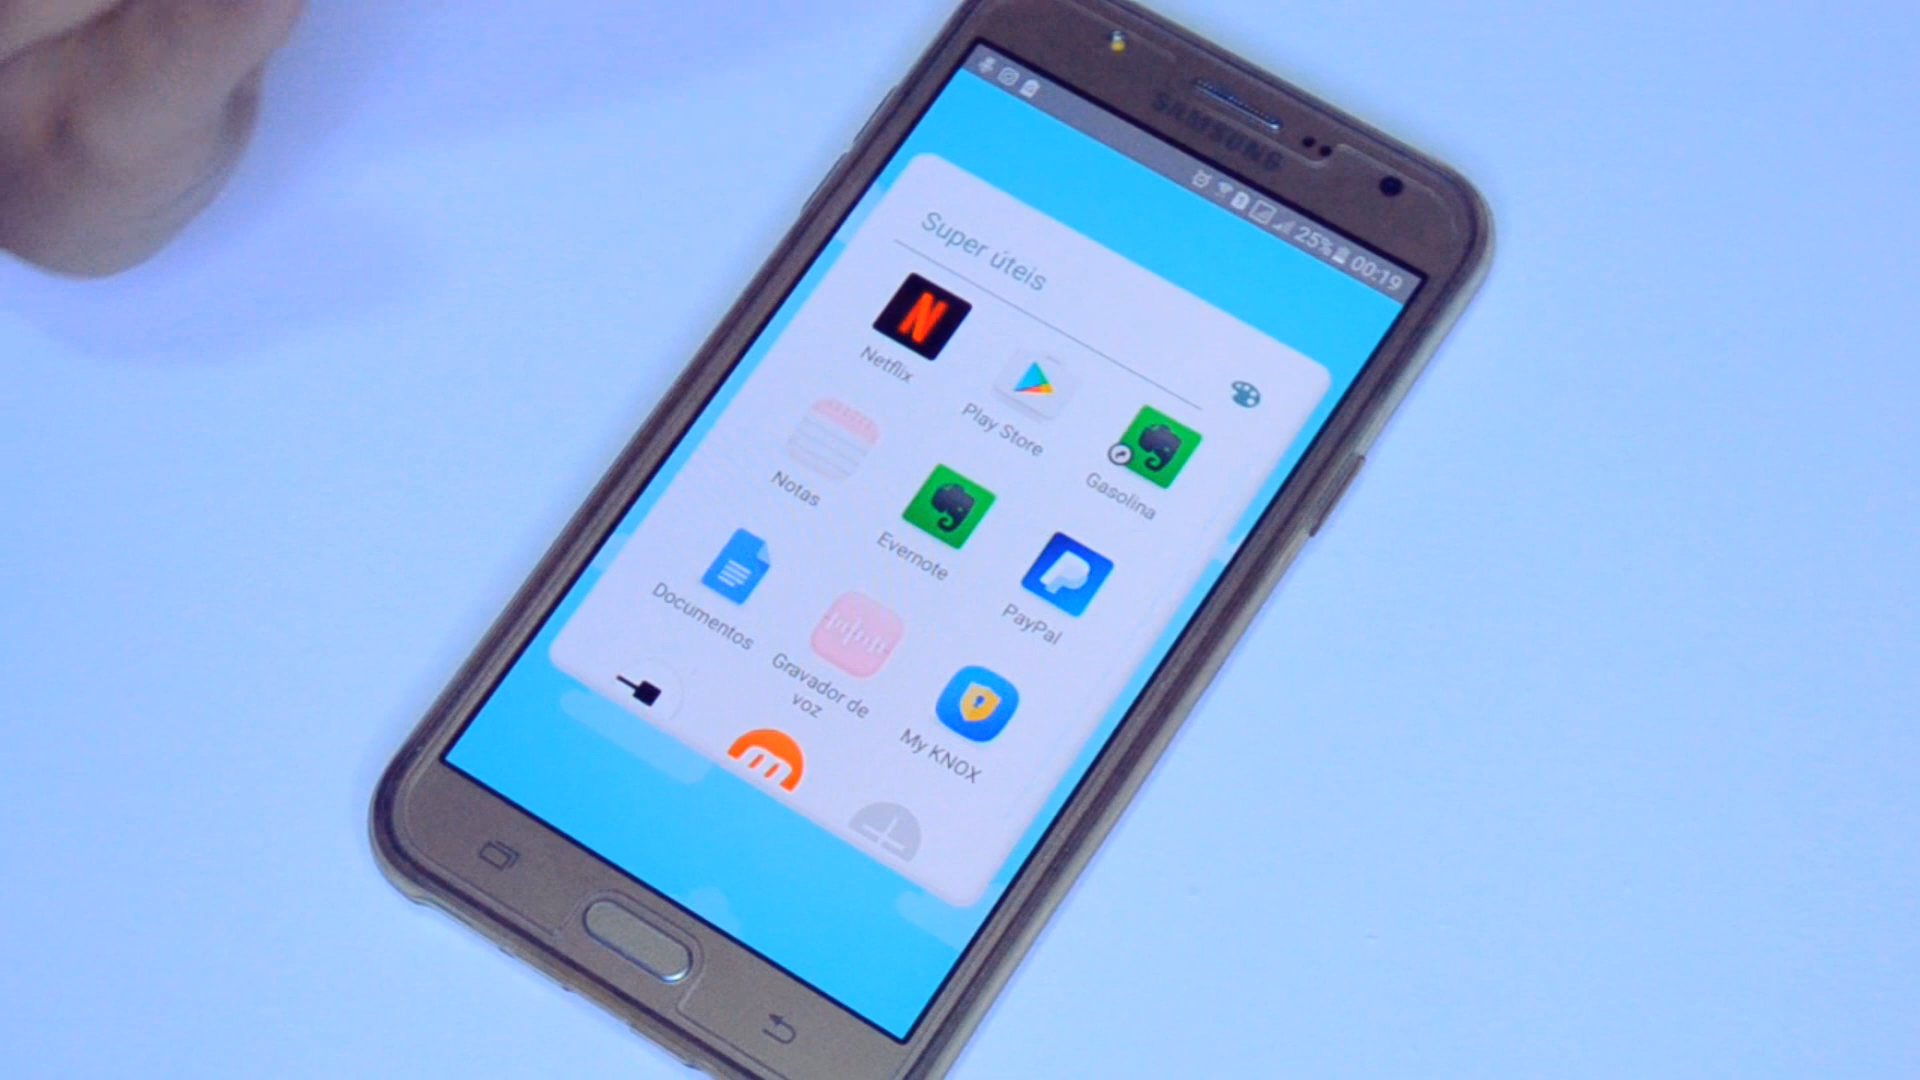 SAMSUNG
25% 00:19
Super úteis
Netflix
Play Store
Gasolina
Notas
Evernote
PayPal
Documentos
Gravador de
voz
My KNOX